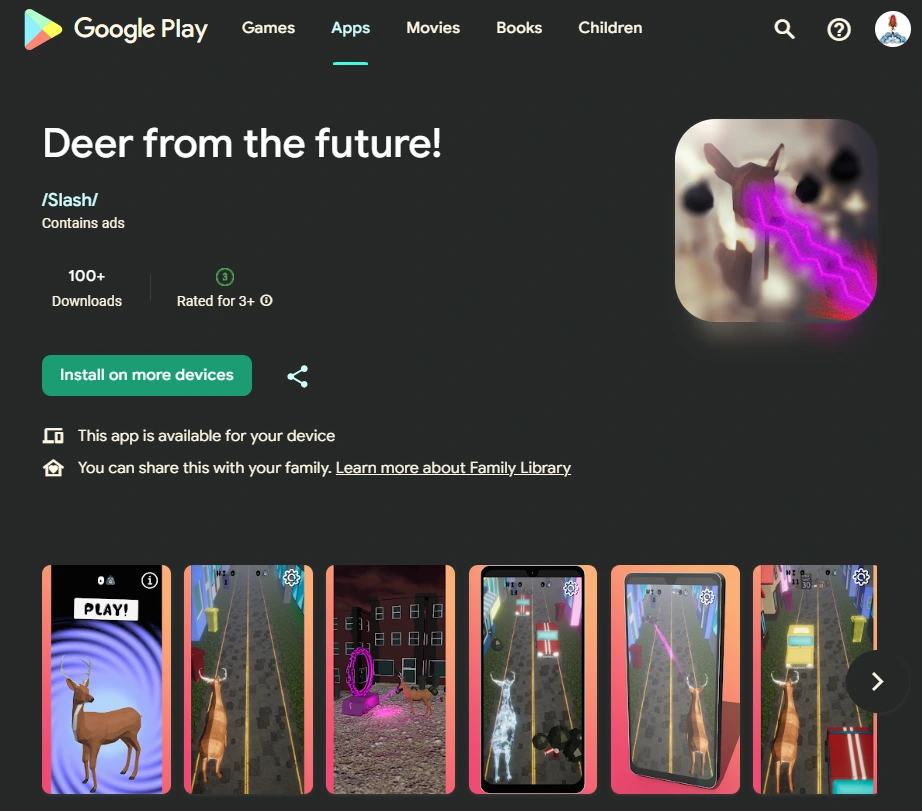 Google Play
Games
Apps
Movies
Books
Children
Deer from the future!
/Slash/
Contains ads
100+
Downloads
3
Rated for 3+
Install on more devices
This app is available for your device
You can share this with your family. Learn more about Family Library
0
PLAY!